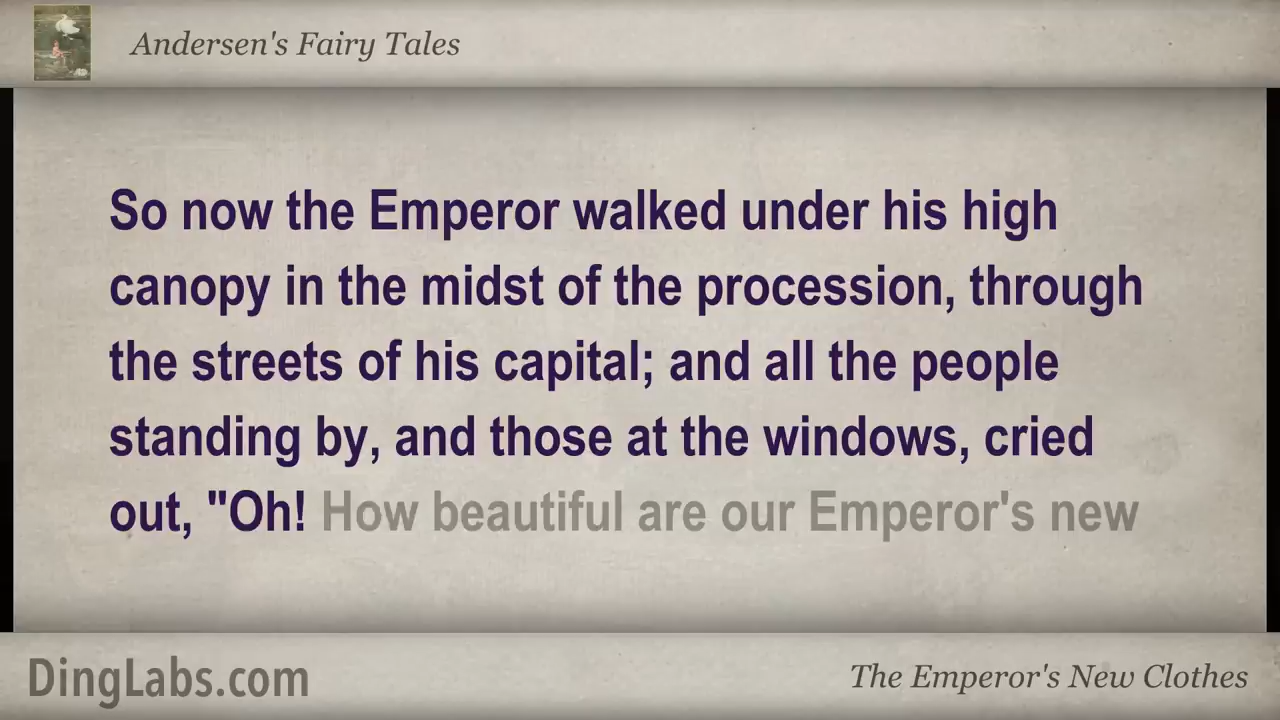 Andersen's Fairy Tales
So now the Emperor walked under his high
canopy in the midst of the procession, through
the streets of his capital; and all the people
standing by, and those at the windows, cried
out, "Oh! How beautiful are our Emperor's new
DingLabs.com
The Emperor's New Clothes